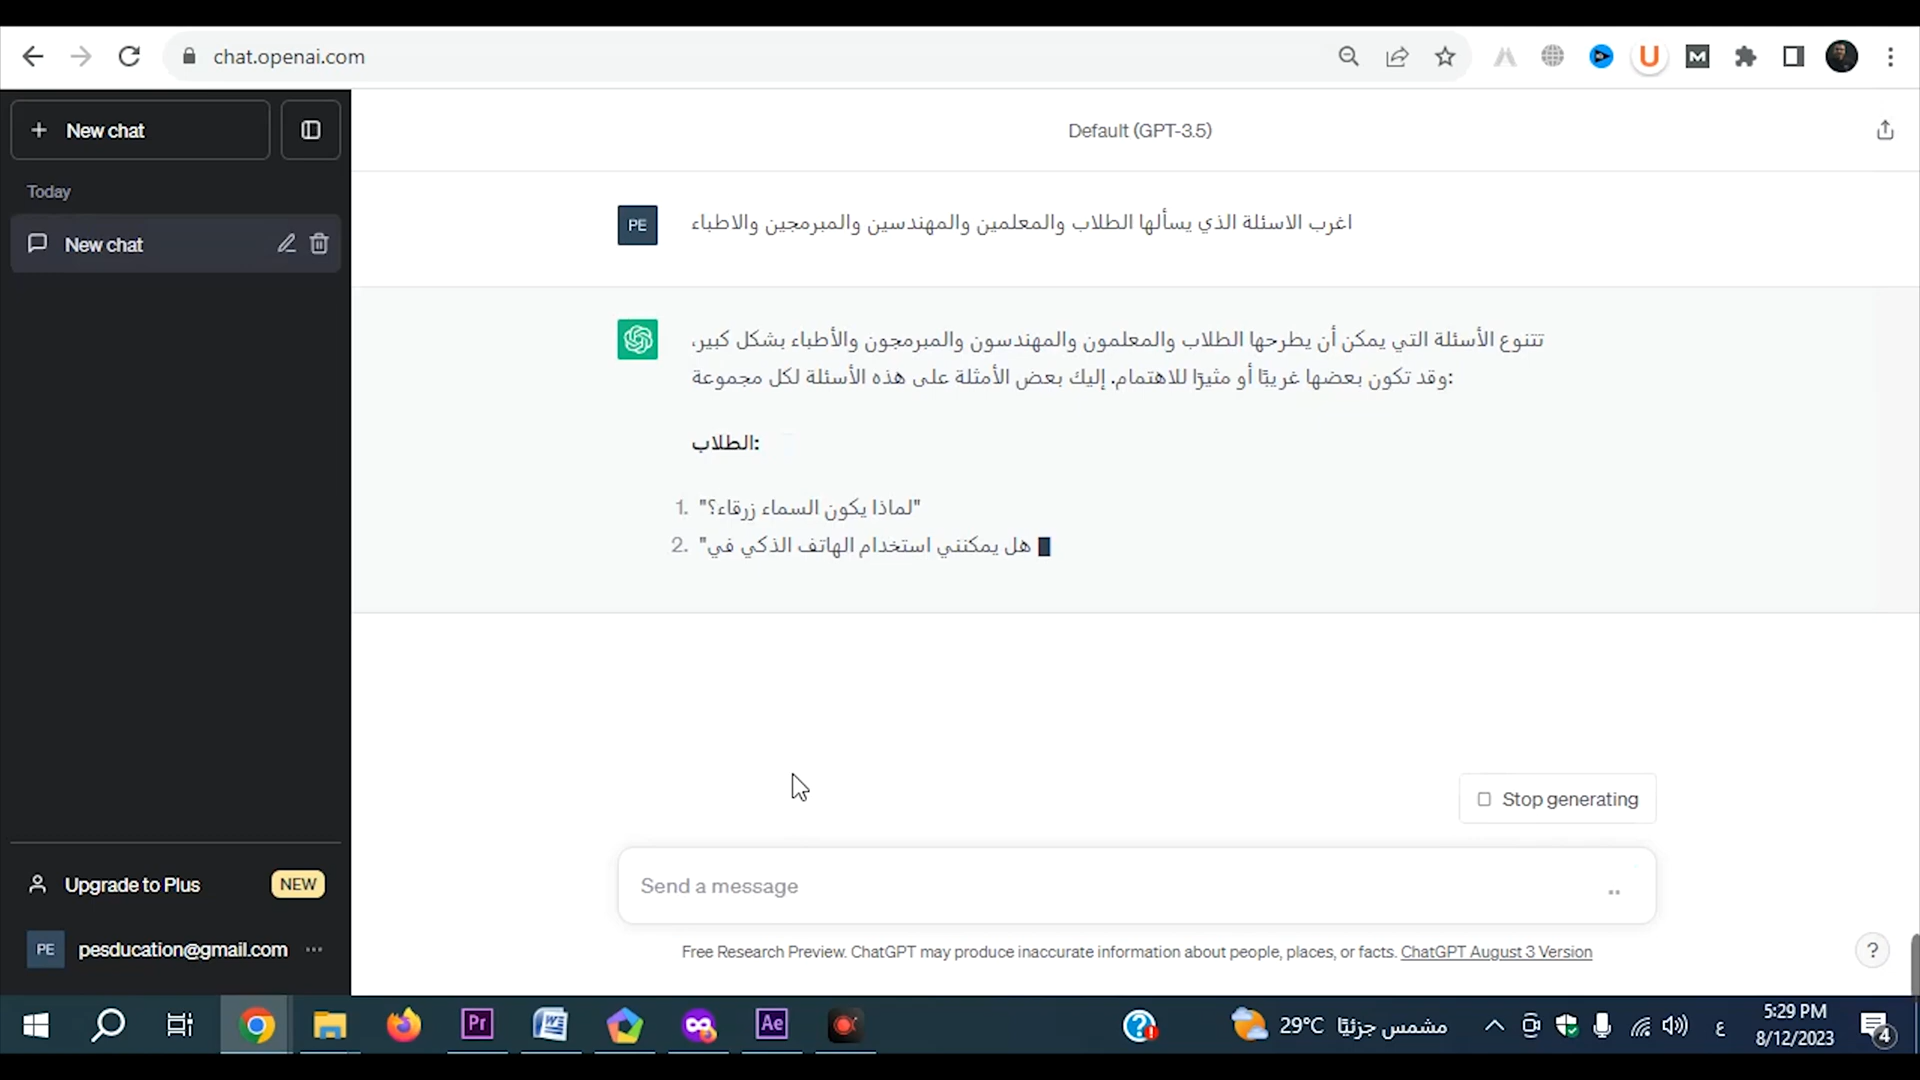 chat.openai.com
New chat
Today
New chat
Upgrade to Plus NEW
PE pesducation@gmail.com
Default (GPT-3.5)
PE
اغرب الاسئلة الذي يسألها الطلاب والمعلمين والمهندسين والمبرمجين والاطباء
تتنوع الأسئلة التي يمكن أن يطرحها الطلاب والمعلمون والمهندسون والمبرمجون والأطباء بشكل كبير،
وقد تكون بعضها غريبًا أو مثيرًا للاهتمام. إليك بعض الأمثلة على هذه الأسئلة لكل مجموعة:
الطلاب:
1. "لماذا يكون السماء زرقاء؟"
2. "هل يمكنني استخدام الهاتف الذكي في
Stop generating
Send a message
Free Research Preview. ChatGPT may produce inaccurate information about people, places, or facts. ChatGPT August 3 Version
?
U
M
Pr
W
Ae
29°C مشمس جزئيًا
ع
5:29 PM
8/12/2023
4